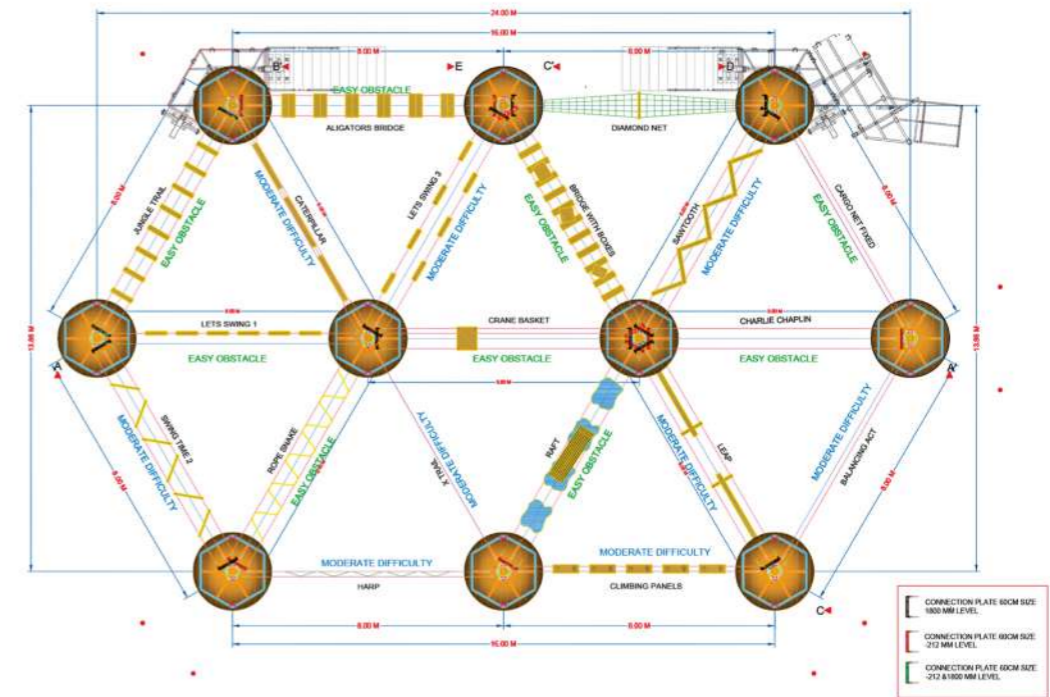 24.00 M
16.00 M
8.00 M
8.00 M
B'
E
C'
D
EASY OBSTACLE
ALIGATORS BRIDGE
DIAMOND NET
8.00 M
JUNGLE TRAIL
EASY OBSTACLE
MODERATE DIFFICULTY
CATERPILLAR
LETS SWING 3
MODERATE DIFFICULTY
BRIDGE WITH BOXES
EASY OBSTACLE
SAWTOOTH
MODERATE DIFFICULTY
CARGO NET FIXED
EASY OBSTACLE
8.00 M
LETS SWING 1
EASY OBSTACLE
CRANE BASKET
EASY OBSTACLE
CHARLIE CHAPLIN
EASY OBSTACLE
A
A'
SWING TIME 2
MODERATE DIFFICULTY
ROPE SNAKE
EASY OBSTACLE
X TRAIL
MODERATE DIFFICULTY
RAFT
EASY OBSTACLE
LEAP
MODERATE DIFFICULTY
MODERATE DIFFICULTY
BALANCING ACT
8.00 M
8.00 M
MODERATE DIFFICULTY
HARP
MODERATE DIFFICULTY
CLIMBING PANELS
C
8.00 M
8.00 M
16.00 M
CONNECTION PLATE 60CM SIZE
1800 MM LEVEL
CONNECTION PLATE 60CM SIZE
-212 MM LEVEL
CONNECTION PLATE 60CM SIZE
-212 &1800 MM LEVEL